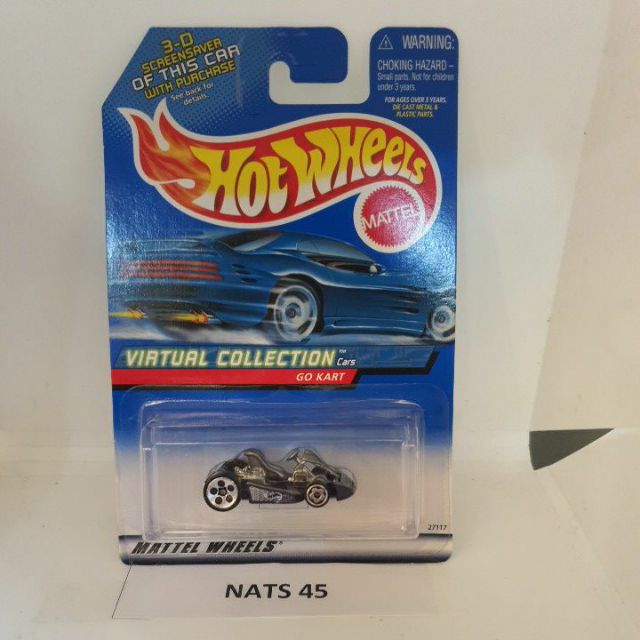 3-D
SCREENSAVER
OF THIS CAR
WITH PURCHASE
See back for
details.
WARNING:
CHOKING HAZARD –
Small parts. Not for children
under 3 years.
FOR AGES OVER 3 YEARS.
DIE CAST METAL &
PLASTIC PARTS.
HOT WHEELS
MATTEL
VIRTUAL COLLECTION™ Cars
GO KART
27117
MATTEL WHEELS®
NATS 45